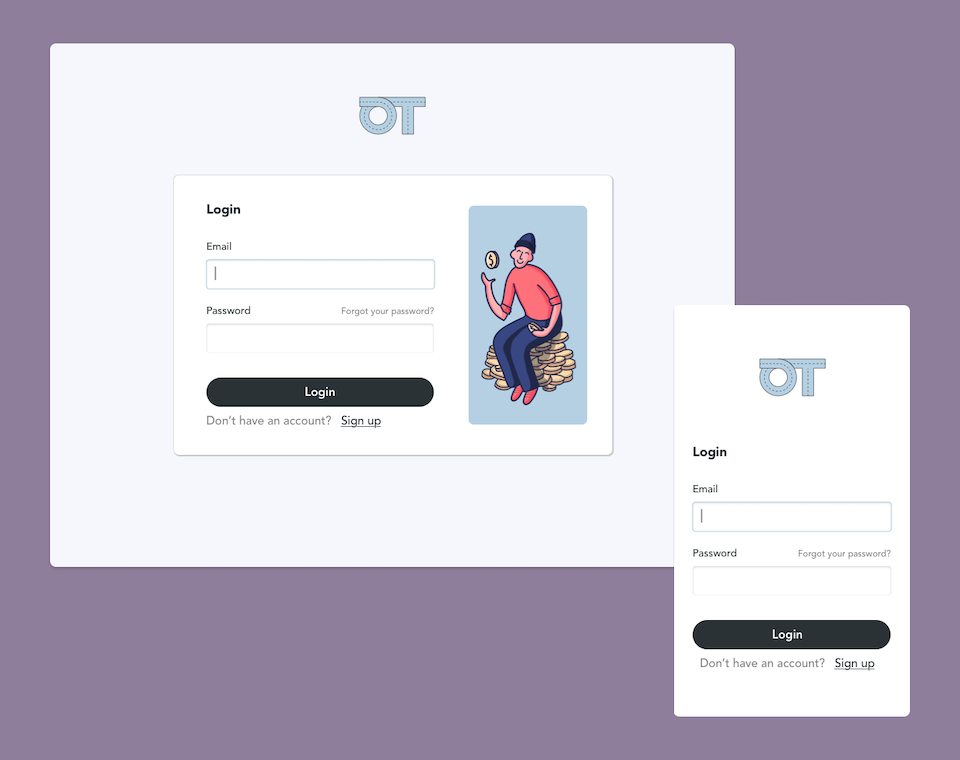 OT
Login
Email
Password Forgot your password?
Login
Don't have an account? Sign up
$
OT
Login
Email
Password Forgot your password?
Login
Don't have an account? Sign up